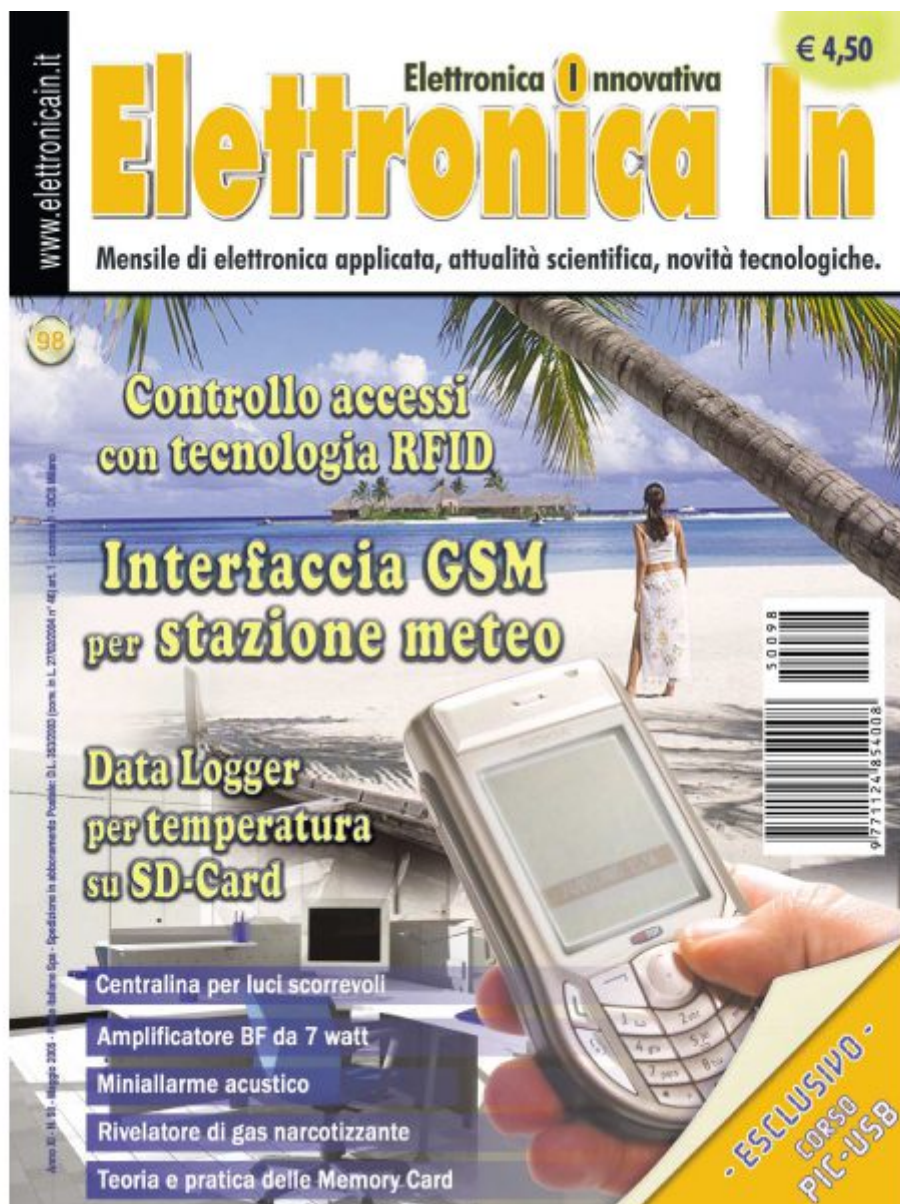 € 4,50
www.elettronicain.it
Elettronica Innovativa
Elettronica In
Mensile di elettronica applicata, attualità scientifica, novità tecnologiche.
98
Controllo accessi
con tecnologia RFID
Interfaccia GSM
per stazione meteo
50098
9771124854008
Data Logger
per temperatura
su SD-Card
Centralina per luci scorrevoli
Amplificatore BF da 7 watt
Miniallarme acustico
Rivelatore di gas narcotizzante
Teoria e pratica delle Memory Card
- ESCLUSIVO -
CORSO
PIC-USB